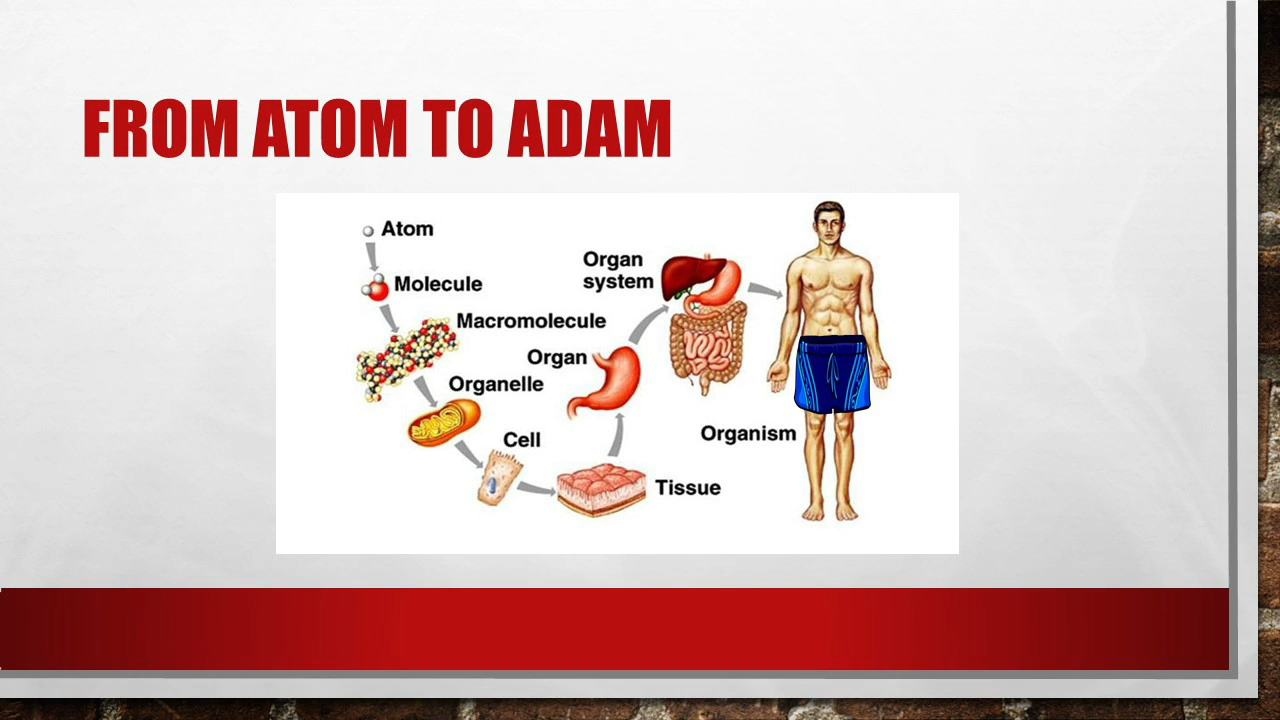 FROM ATOM TO ADAM
Atom
Molecule
Macromolecule
Organelle
Cell
Tissue
Organ
Organ
system
Organism